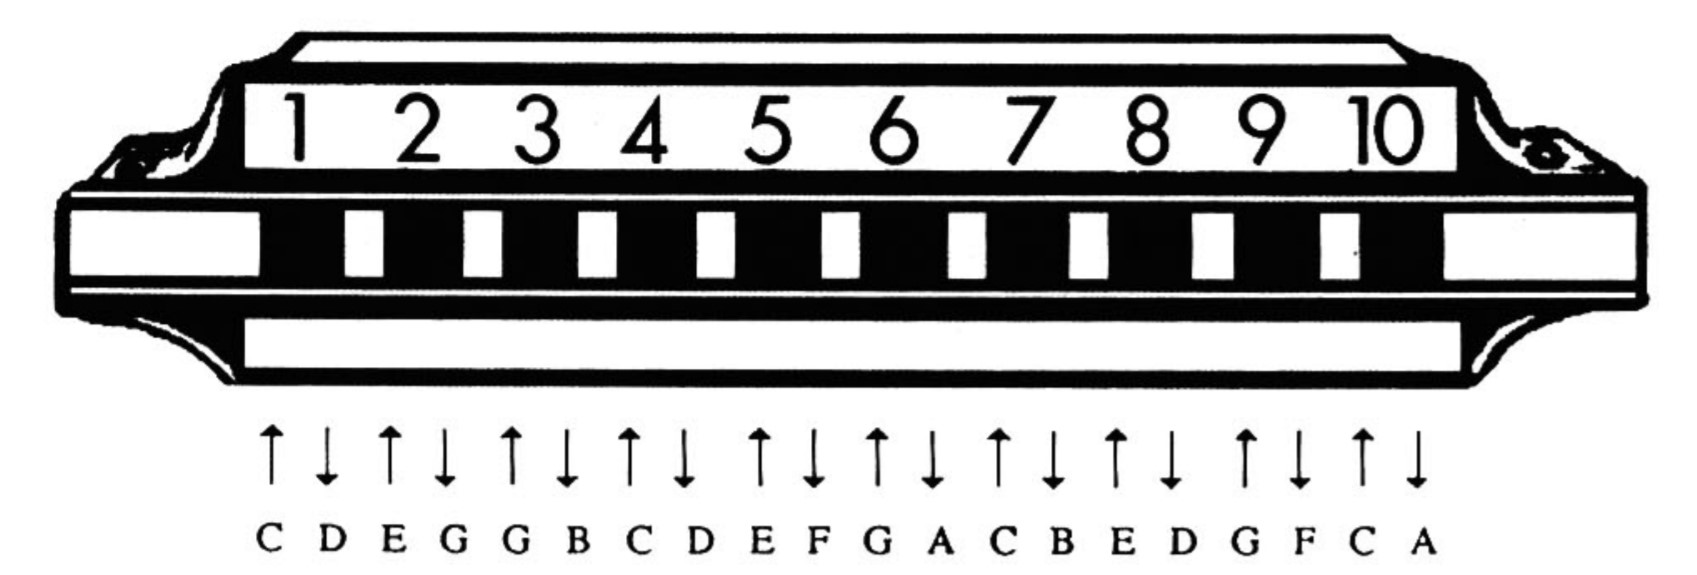 1 2 3 4 5 6 7 8 9 10
↑ ↓ ↑ ↓ ↑ ↓ ↑ ↓ ↑ ↓ ↑ ↓ ↑ ↓ ↑ ↓ ↑ ↓ ↑ ↓
C D E G G B C D E F G A C B E D G F C A